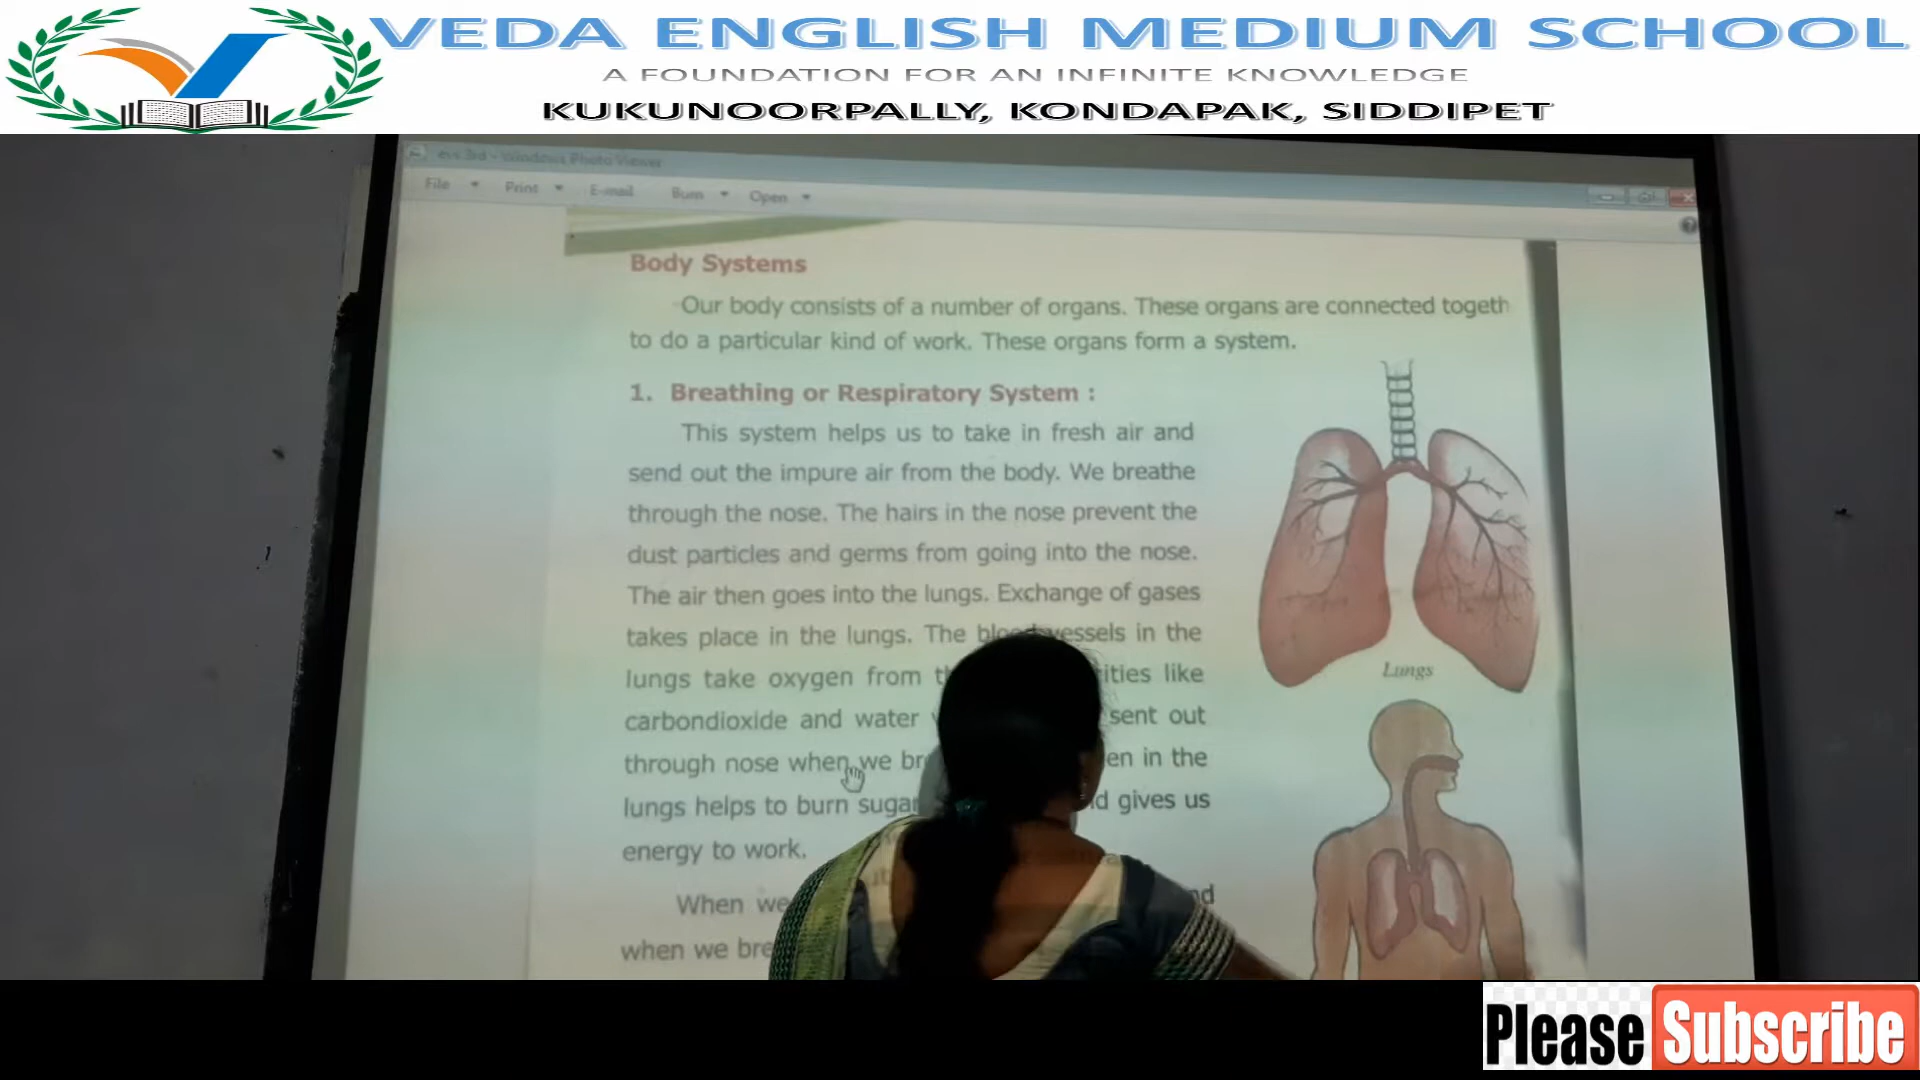 VEDA ENGLISH MEDIUM SCHOOL
A FOUNDATION FOR AN INFINITE KNOWLEDGE
KUKUNOORPALLY, KONDAPAK, SIDDIPET
Windows Photo Viewer
File Print E-mail Burn Open
Body Systems
Our body consists of a number of organs. These organs are connected togeth
to do a particular kind of work. These organs form a system.
1. Breathing or Respiratory System :
This system helps us to take in fresh air and
send out the impure air from the body. We breathe
through the nose. The hairs in the nose prevent the
dust particles and germs from going into the nose.
The air then goes into the lungs. Exchange of gases
takes place in the lungs. The blood vessels in the
lungs take oxygen from ities like
carbondioxide and water sent out
through nose when we br en in the
lungs helps to burn sugar gives us
energy to work.
When we
when we bre
Lungs
Please Subscribe